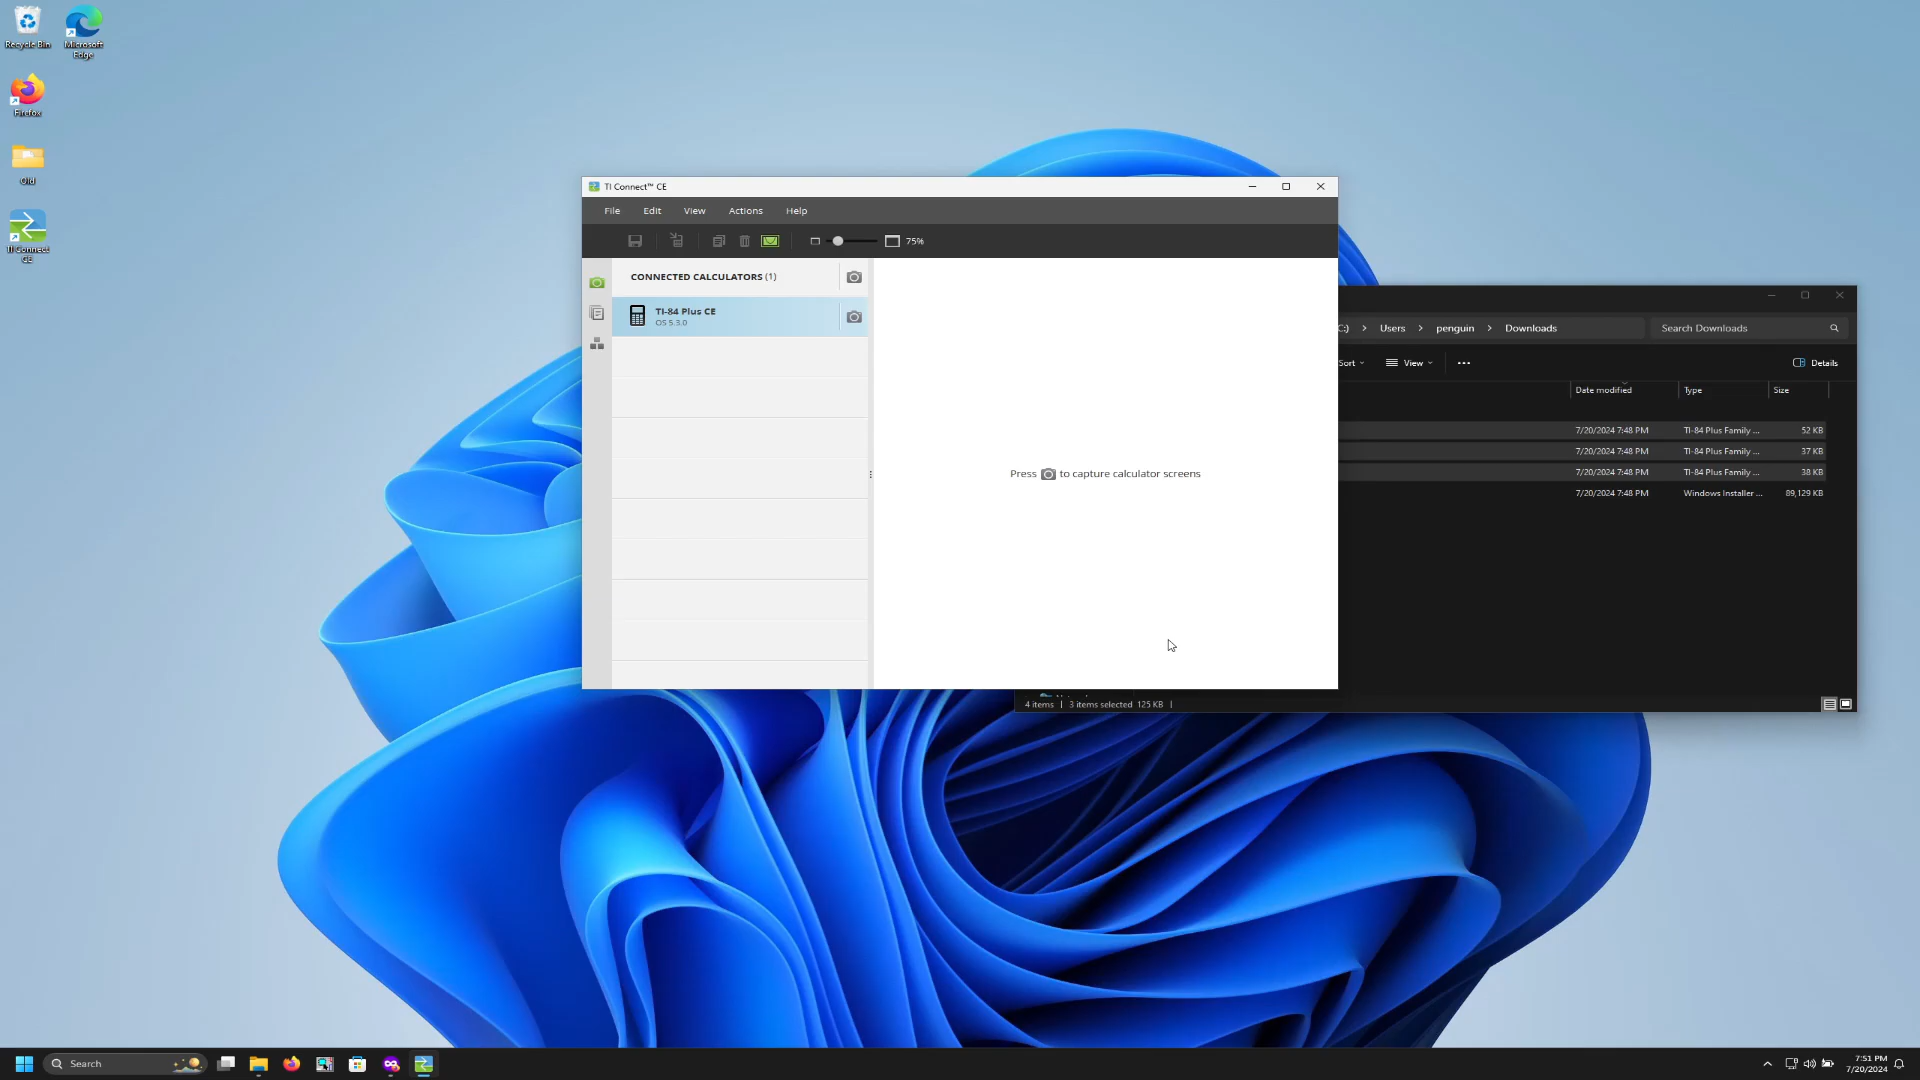 Recycle Bin
Microsoft
Edge
Firefox
Old
TI Connect
CE
TI Connect™ CE
File Edit View Actions Help
75%
CONNECTED CALCULATORS (1)
TI-84 Plus CE
OS 5.3.0
Press to capture calculator screens
C:) > Users > penguin > Downloads
Search Downloads
Sort View ... Details
Date modified Type Size
7/20/2024 7:48 PM TI-84 Plus Family ... 52 KB
7/20/2024 7:48 PM TI-84 Plus Family ... 37 KB
7/20/2024 7:48 PM TI-84 Plus Family ... 38 KB
7/20/2024 7:48 PM Windows Installer ... 89,129 KB
4 items | 3 items selected 125 KB |
Search
7:51 PM
7/20/2024